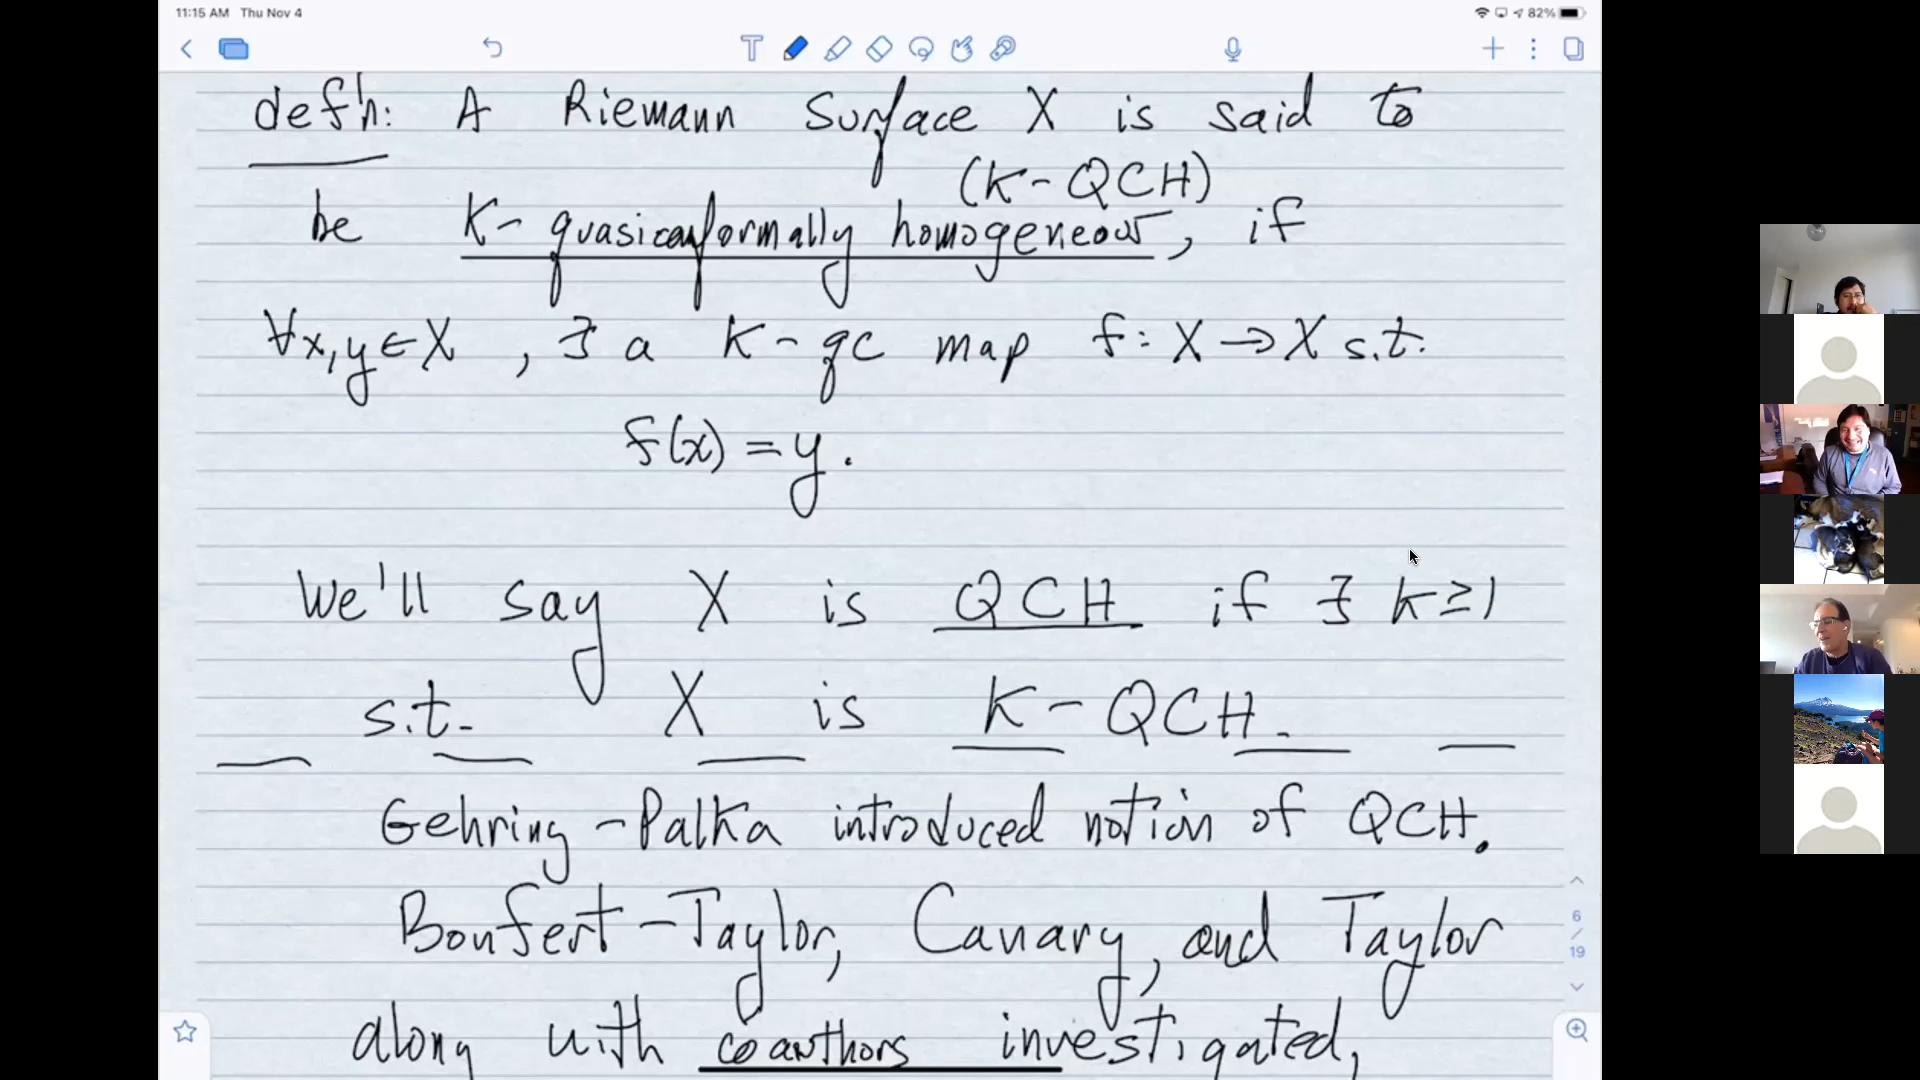 11:15 AM Thu Nov 4
82%
T
defn: A Riemann Surface X is said to
(K-QCH)
be K-quasiconformally homogeneous, if
∀x,y∈X, ∃ a K-qc map f: X→X s.t.
f(x) = y.
We'll say X is QCH if ∃ K≥1
s.t. X is K-QCH.
Gehring-Palka introduced notion of QCH.
Bonfert-Taylor, Canary, and Taylor
along with coauthors investigated,
6
/
19